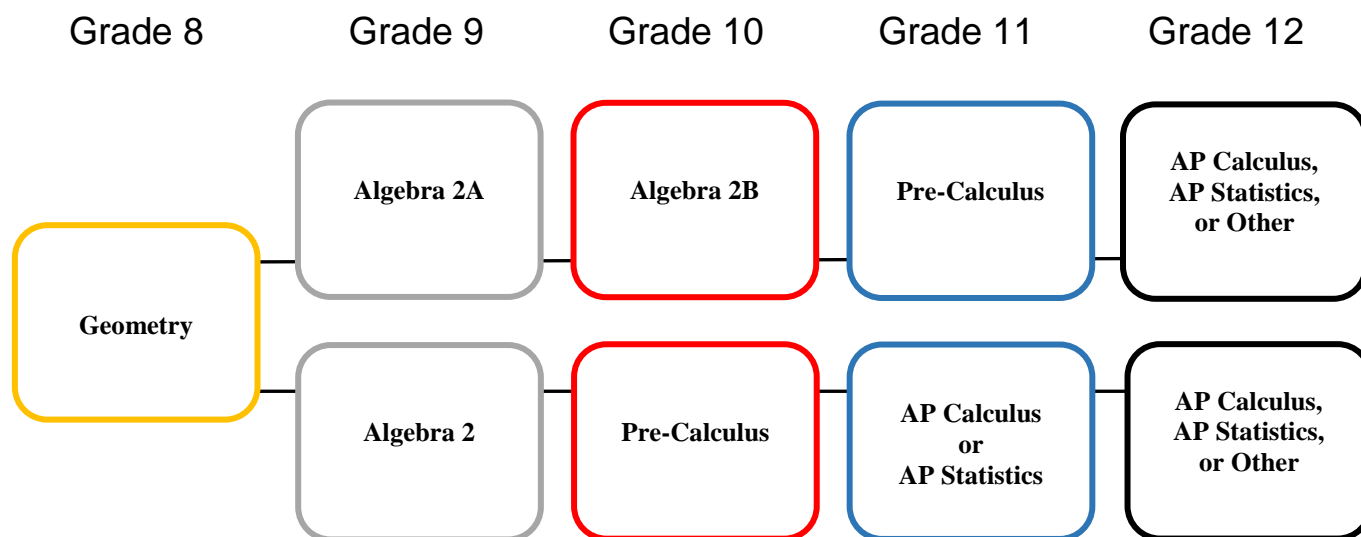 Grade 8 Grade 9 Grade 10 Grade 11 Grade 12
Algebra 2A
Algebra 2B
Pre-Calculus
AP Calculus,
AP Statistics,
or Other
Geometry
Algebra 2
Pre-Calculus
AP Calculus
or
AP Statistics
AP Calculus,
AP Statistics,
or Other